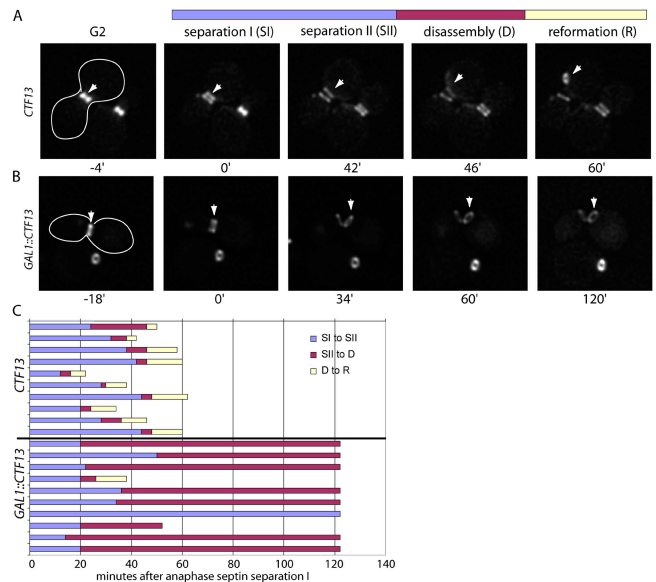 A
G2
separation I (SI)
separation II (SII)
disassembly (D)
reformation (R)
CTF13
-4'
0'
42'
46'
60'
B
GAL1::CTF13
-18'
0'
34'
60'
120'
C
CTF13
GAL1::CTF13
SI to SII
SII to D
D to R
0 20 40 60 80 100 120 140
minutes after anaphase septin separation I